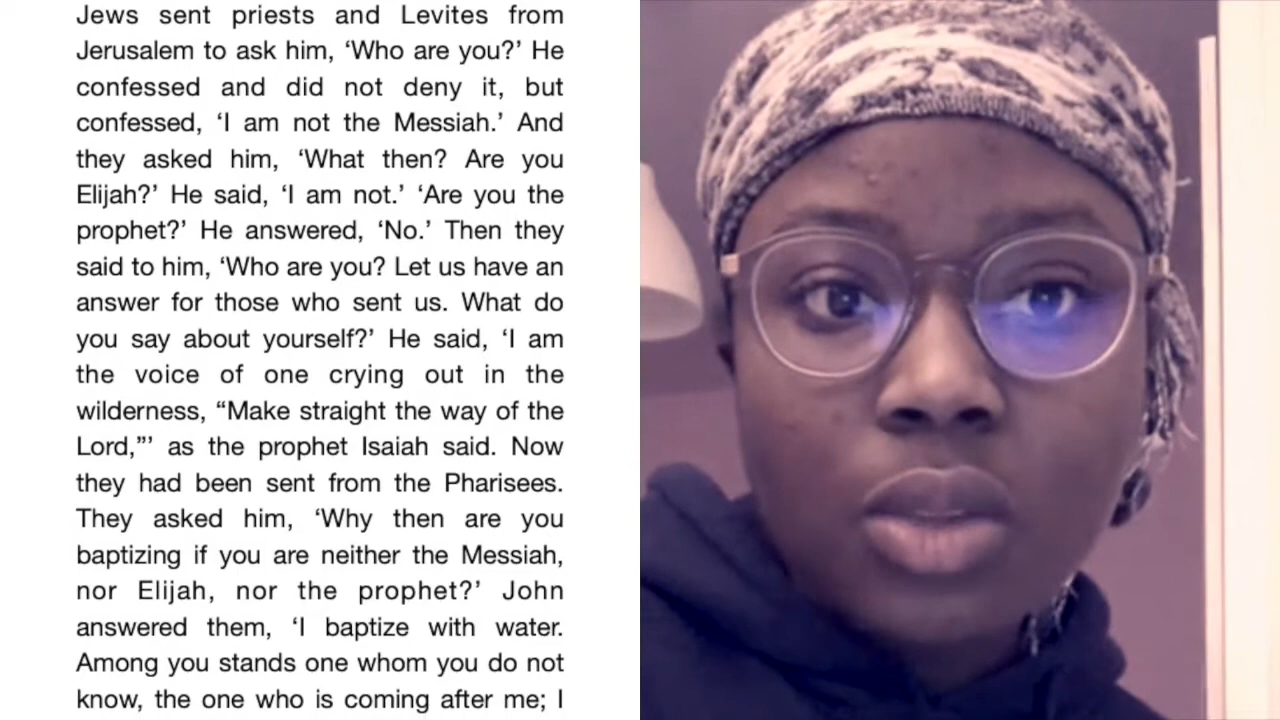 Jews sent priests and Levites from
Jerusalem to ask him, ‘Who are you?’ He
confessed and did not deny it, but
confessed, ‘I am not the Messiah.’ And
they asked him, ‘What then? Are you
Elijah?’ He said, ‘I am not.’ ‘Are you the
prophet?’ He answered, ‘No.’ Then they
said to him, ‘Who are you? Let us have an
answer for those who sent us. What do
you say about yourself?’ He said, ‘I am
the voice of one crying out in the
wilderness, “Make straight the way of the
Lord,”’ as the prophet Isaiah said. Now
they had been sent from the Pharisees.
They asked him, ‘Why then are you
baptizing if you are neither the Messiah,
nor Elijah, nor the prophet?’ John
answered them, ‘I baptize with water.
Among you stands one whom you do not
know, the one who is coming after me; I